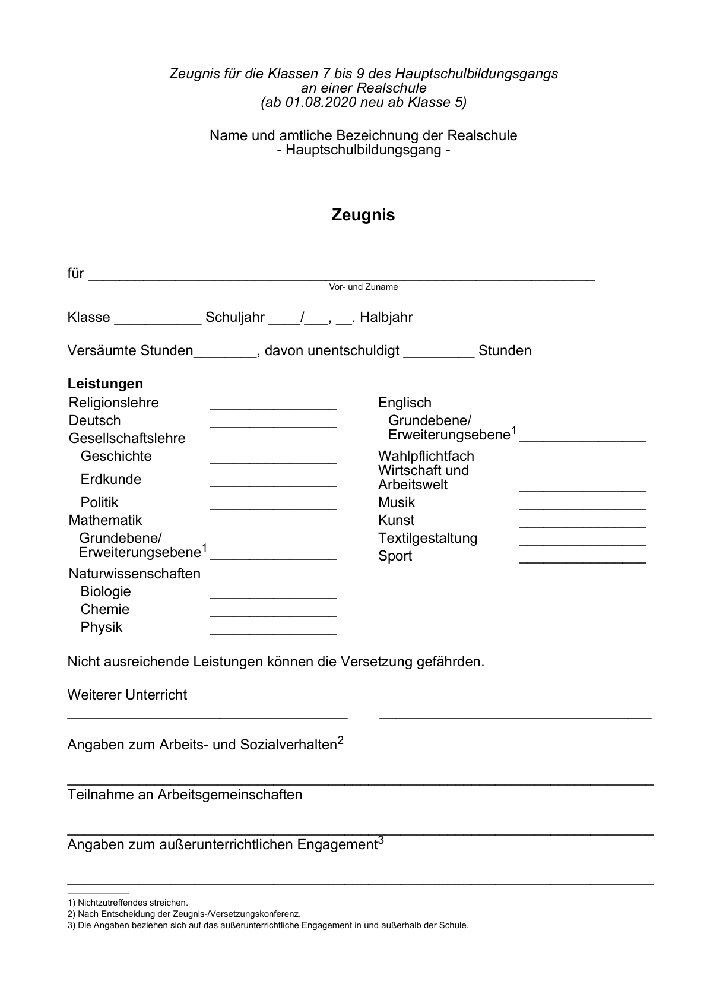 Zeugnis für die Klassen 7 bis 9 des Hauptschulbildungsgangs
an einer Realschule
(ab 01.08.2020 neu ab Klasse 5)
Name und amtliche Bezeichnung der Realschule
- Hauptschulbildungsgang -
Zeugnis
für ________________________________________________________________
Vor- und Zuname
Klasse ___________ Schuljahr ____/___, __. Halbjahr
Versäumte Stunden________, davon unentschuldigt _________ Stunden
Leistungen
Religionslehre ________________
Deutsch ________________
Gesellschaftslehre
Geschichte ________________
Erdkunde ________________
Politik ________________
Mathematik
Grundebene/
Erweiterungsebene1 ________________
Naturwissenschaften
Biologie ________________
Chemie ________________
Physik ________________
Englisch
Grundebene/
Erweiterungsebene1 ________________
Wahlpflichtfach
Wirtschaft und
Arbeitswelt ________________
Musik ________________
Kunst ________________
Textilgestaltung ________________
Sport ________________
Nicht ausreichende Leistungen können die Versetzung gefährden.
Weiterer Unterricht
Angaben zum Arbeits- und Sozialverhalten2
Teilnahme an Arbeitsgemeinschaften
Angaben zum außerunterrichtlichen Engagement3
1) Nichtzutreffendes streichen.
2) Nach Entscheidung der Zeugnis-/Versetzungskonferenz.
3) Die Angaben beziehen sich auf das außerunterrichtliche Engagement in und außerhalb der Schule.